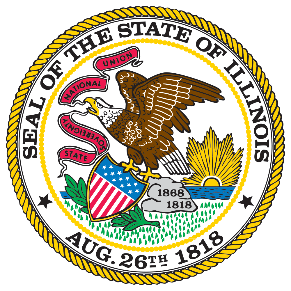 SEAL OF THE STATE OF ILLINOIS
NATIONAL UNION
SOVEREIGNTY
STATE
1868
1818
AUG. 26TH 1818